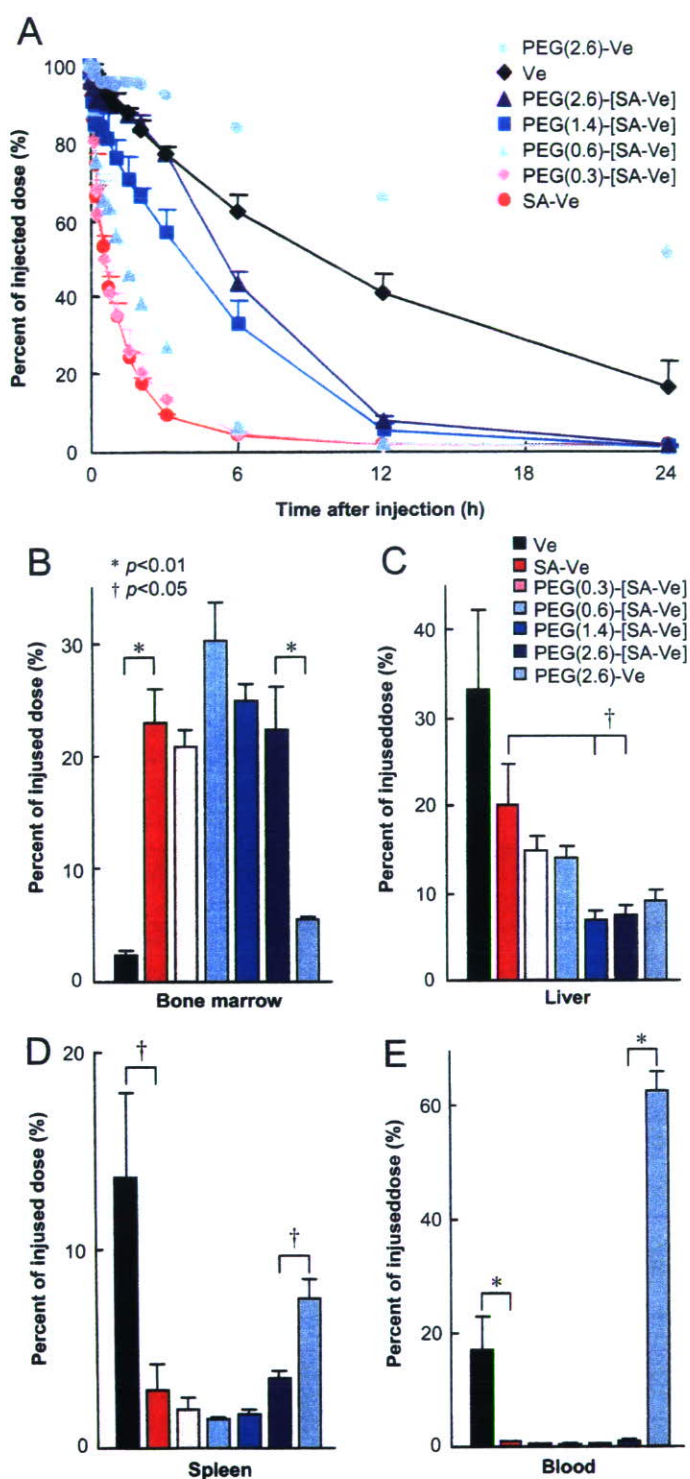 A
PEG(2.6)-Ve
Ve
PEG(2.6)-[SA-Ve]
PEG(1.4)-[SA-Ve]
PEG(0.6)-[SA-Ve]
PEG(0.3)-[SA-Ve]
SA-Ve
Percent of injected dose (%)
100
80
60
40
20
0
0 6 12 18 24
Time after injection (h)
B
* p<0.01
† p<0.05
Percent of injused dose (%)
30
20
10
0
*
*
Bone marrow
C
Ve
SA-Ve
PEG(0.3)-[SA-Ve]
PEG(0.6)-[SA-Ve]
PEG(1.4)-[SA-Ve]
PEG(2.6)-[SA-Ve]
PEG(2.6)-Ve
Percent of injuseddose (%)
40
30
20
10
0
†
Liver
D
Percent of injused dose (%)
20
10
0
†
†
Spleen
E
Percent of injuseddose (%)
60
40
20
0
*
*
Blood